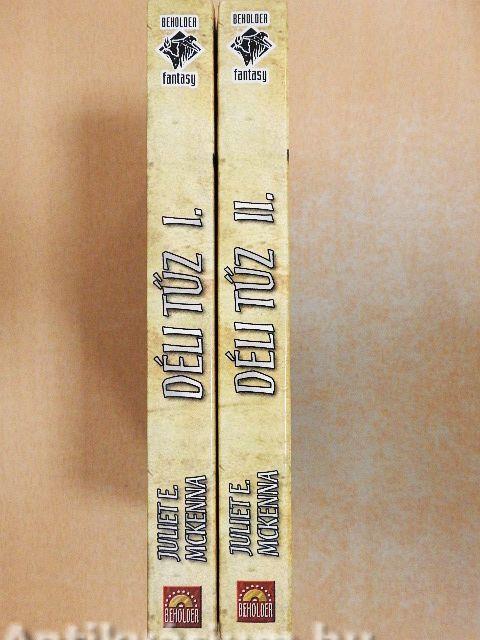 BEHOLDER
fantasy
DÉLI TŰZ I.
JULIET E.
MCKENNA
BEHOLDER
BEHOLDER
fantasy
DÉLI TŰZ II.
JULIET E.
MCKENNA
BEHOLDER